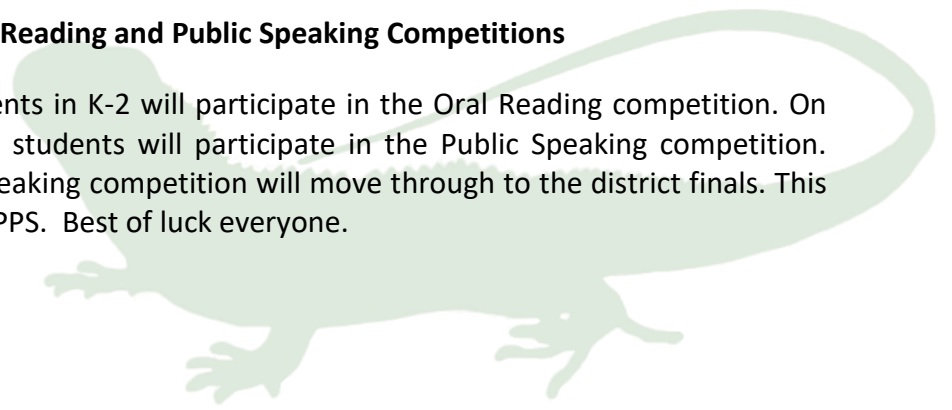 Reading and Public Speaking Competitions
ents in K-2 will participate in the Oral Reading competition. On
students will participate in the Public Speaking competition.
eaking competition will move through to the district finals. This
PPS. Best of luck everyone.